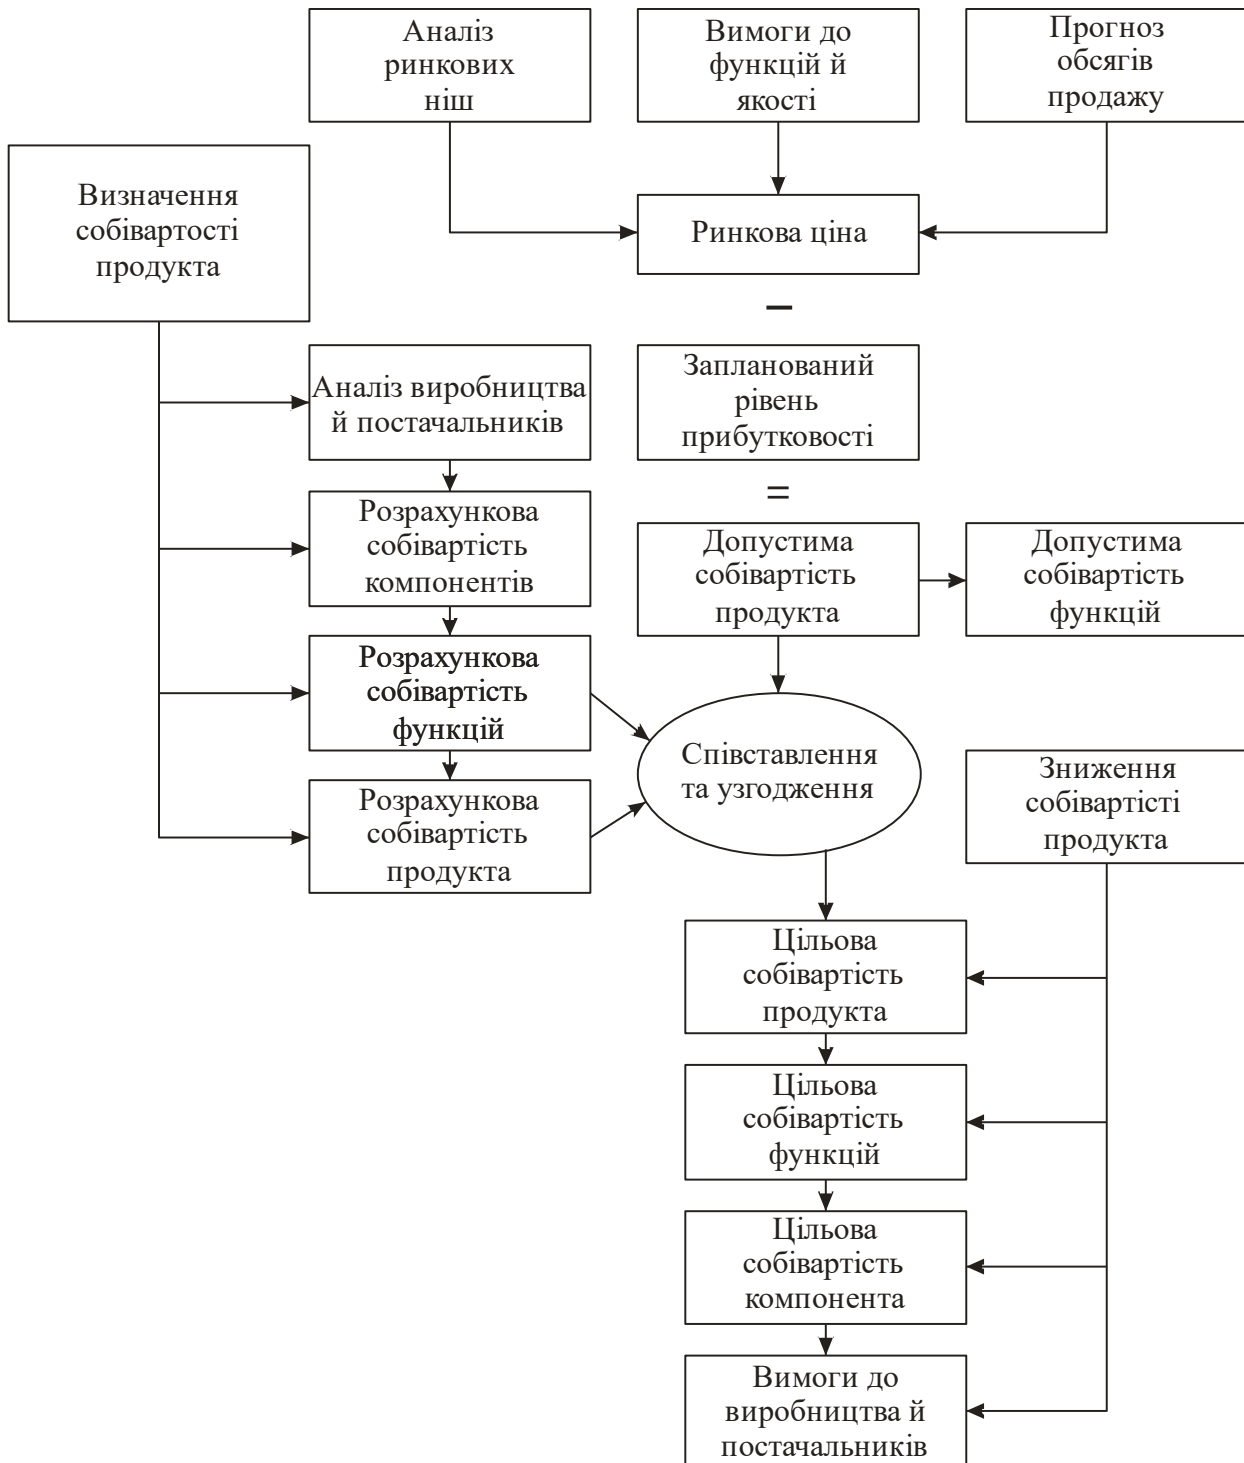 Аналіз
ринкових
ніш
Вимоги до
функцій й
якості
Прогноз
обсягів
продажу
Визначення
собівартості
продукта
Ринкова ціна
–
Аналіз виробництва
й постачальників
Запланований
рівень
прибутковості
=
Розрахункова
собівартість
компонентів
Допустима
собівартість
продукта
Допустима
собівартість
функцій
Розрахункова
собівартість
функцій
Співставлення
та узгодження
Зниження
собівартісті
продукта
Розрахункова
собівартість
продукта
Цільова
собівартість
продукта
Цільова
собівартість
функцій
Цільова
собівартість
компонента
Вимоги до
виробництва й
постачальників